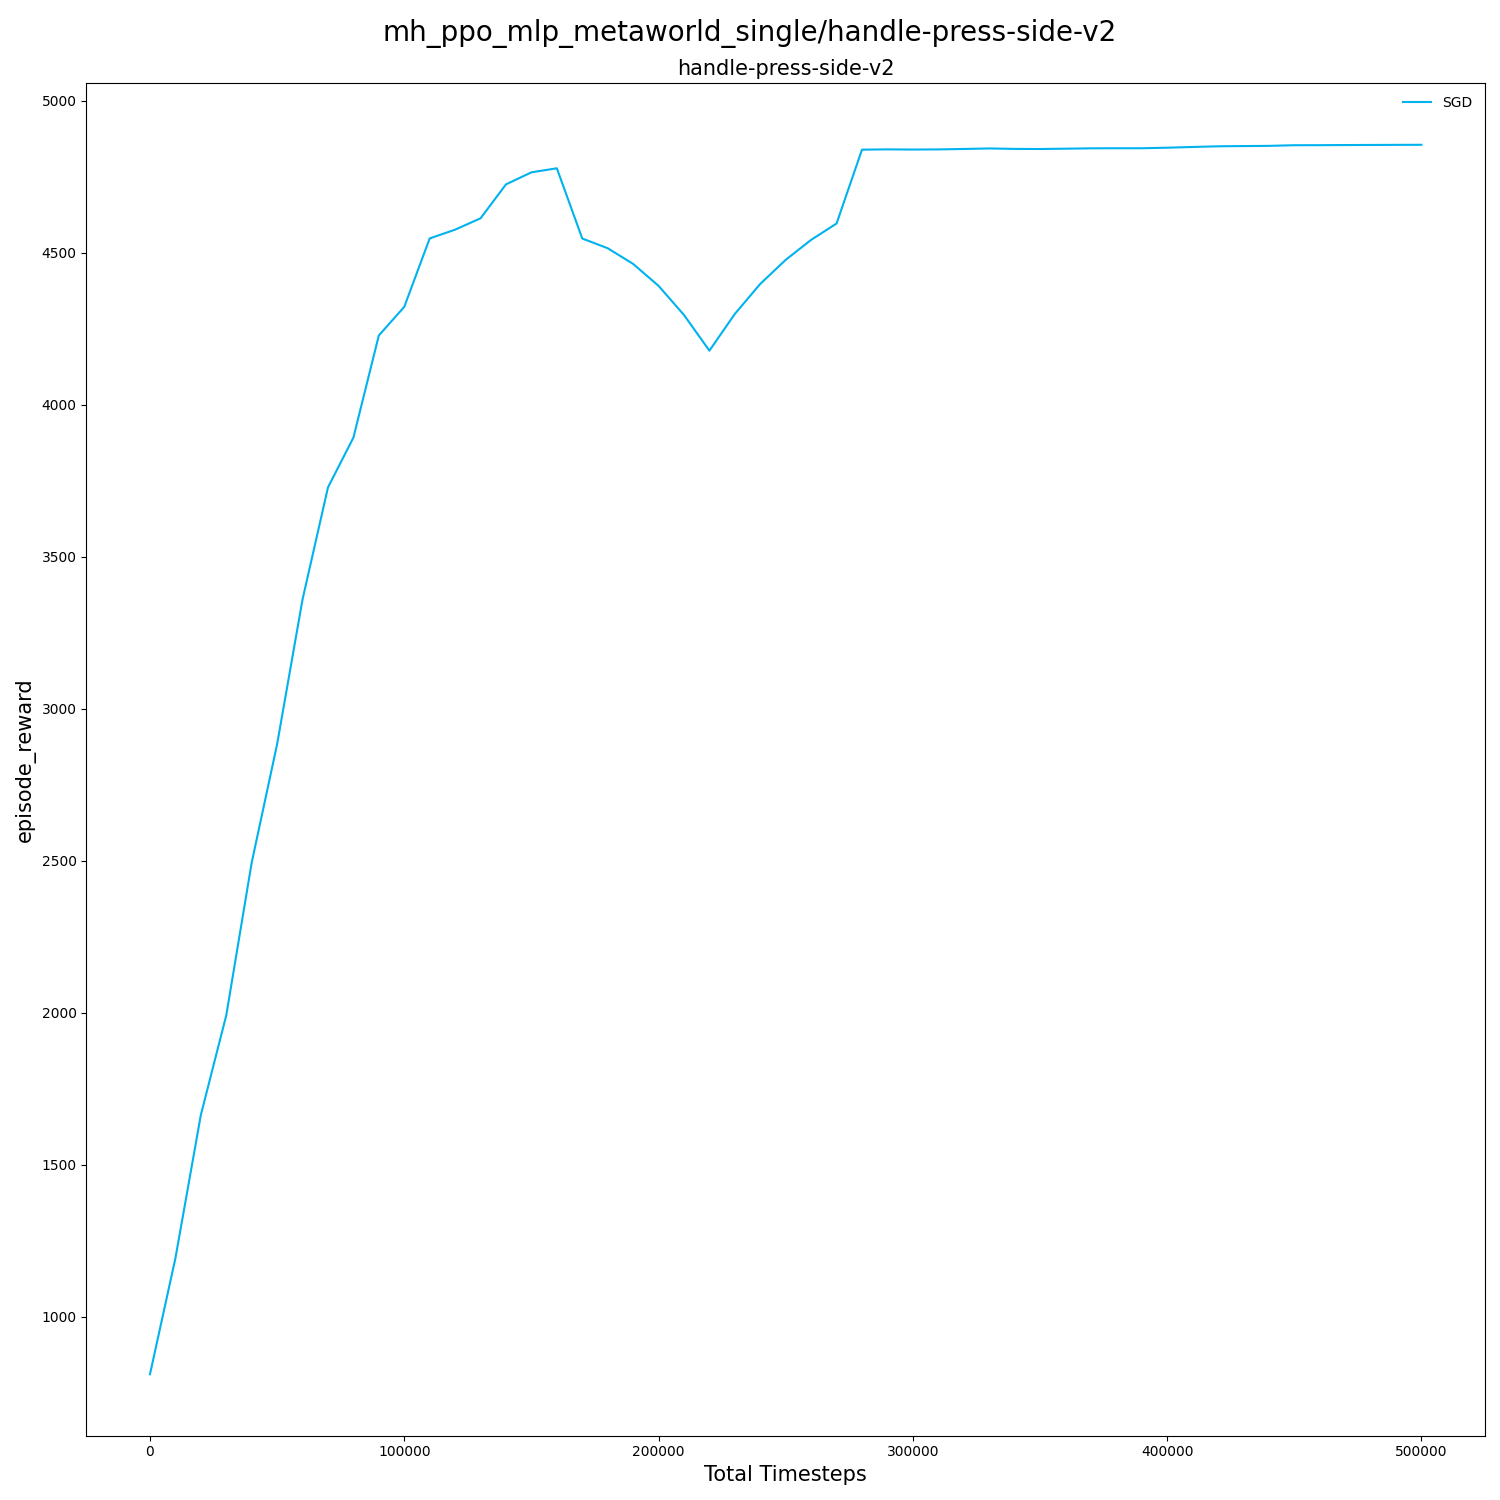 mh_ppo_mlp_metaworld_single/handle-press-side-v2
handle-press-side-v2
SGD
5000
4500
4000
3500
3000
2500
2000
1500
1000
episode_reward
0 100000 200000 300000 400000 500000
Total Timesteps